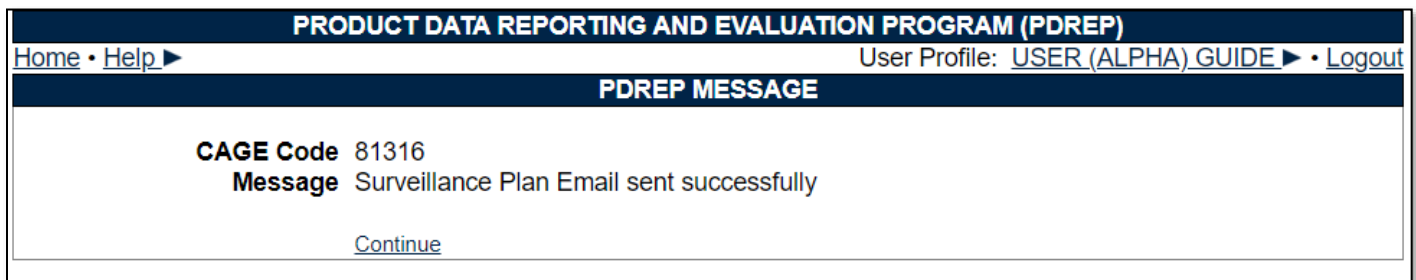 PRODUCT DATA REPORTING AND EVALUATION PROGRAM (PDREP)
Home • Help ► User Profile: USER (ALPHA) GUIDE ► • Logout
PDREP MESSAGE
CAGE Code 81316
Message Surveillance Plan Email sent successfully
Continue